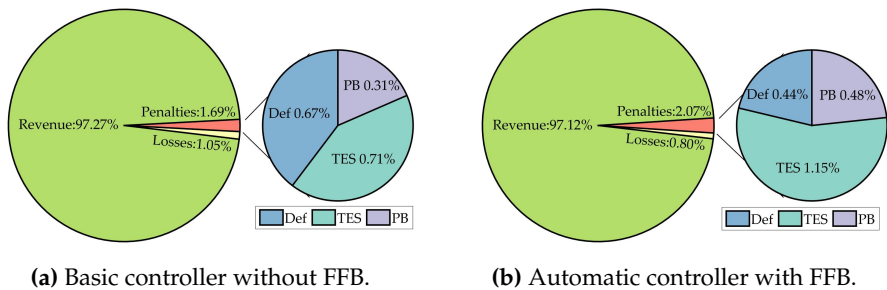 Revenue:97.27%
Penalties:1.69%
Losses:1.05%
Def 0.67%
PB 0.31%
TES 0.71%
Def TES PB
(a) Basic controller without FFB.
Revenue:97.12%
Penalties:2.07%
Losses:0.80%
Def 0.44%
PB 0.48%
TES 1.15%
Def TES PB
(b) Automatic controller with FFB.